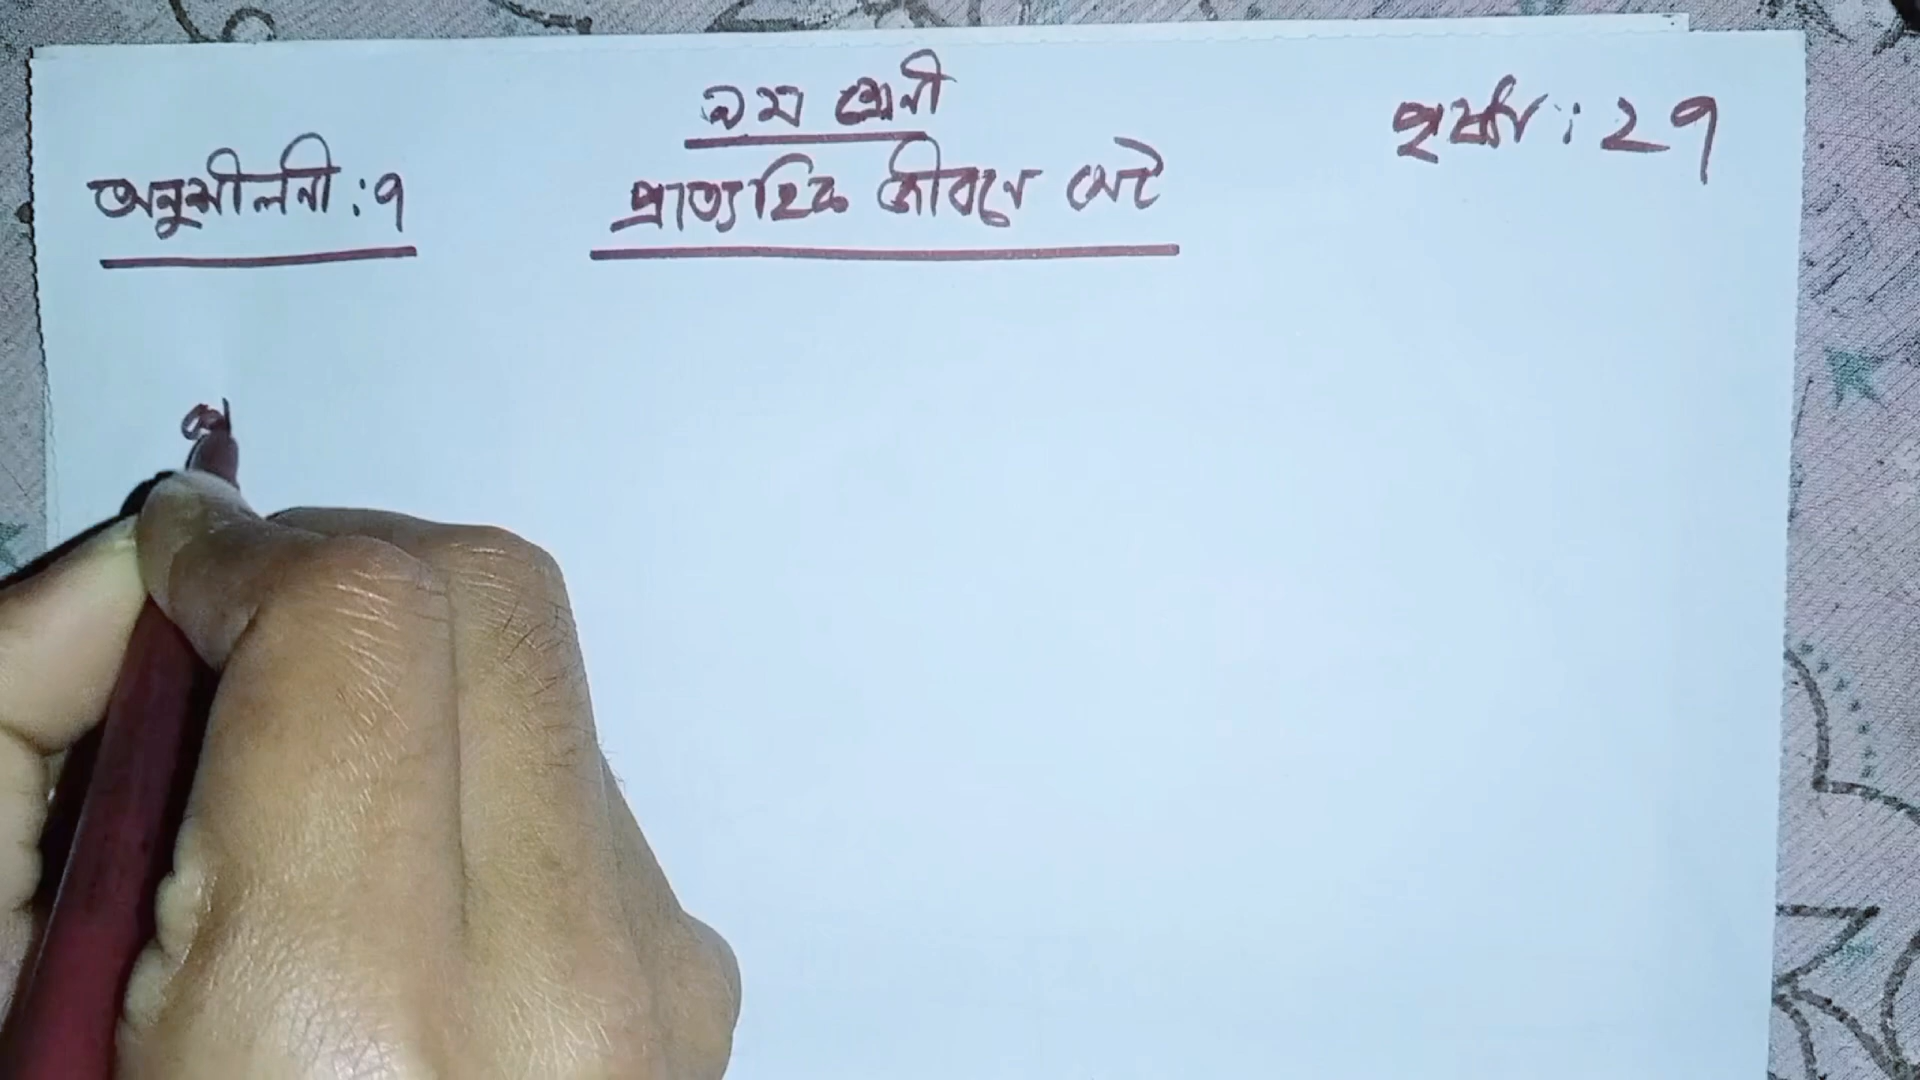 ৯ম শ্রেনী
পৃষ্ঠা : ২৭
অনুশীলনী : ৭
প্রাত্যহিক জীবনে সেট